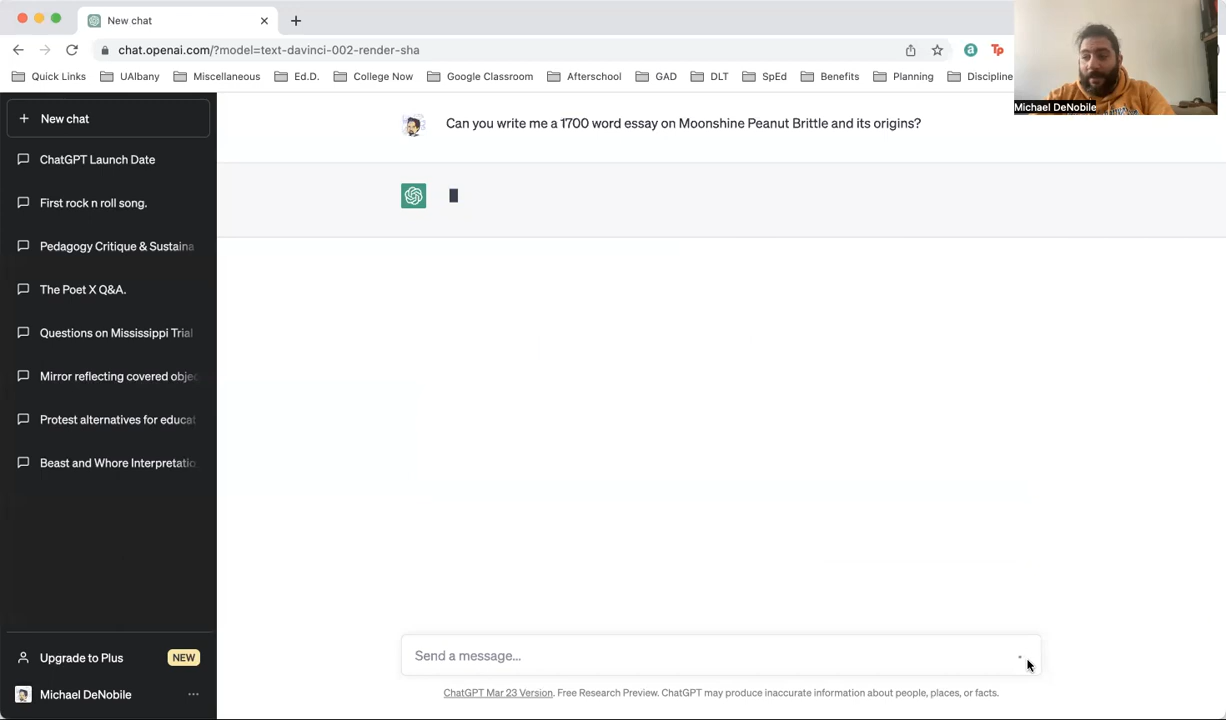 New chat
chat.openai.com/?model=text-davinci-002-render-sha
Quick Links UAlbany Miscellaneous Ed.D. College Now Google Classroom Afterschool GAD DLT SpEd Benefits Planning Discipline
Michael DeNobile
New chat
ChatGPT Launch Date
First rock n roll song.
Pedagogy Critique & Sustaina
The Poet X Q&A.
Questions on Mississippi Trial
Mirror reflecting covered objec
Protest alternatives for educat
Beast and Whore Interpretatio
Upgrade to Plus NEW
Michael DeNobile
Can you write me a 1700 word essay on Moonshine Peanut Brittle and its origins?
Send a message...
ChatGPT Mar 23 Version. Free Research Preview. ChatGPT may produce inaccurate information about people, places, or facts.